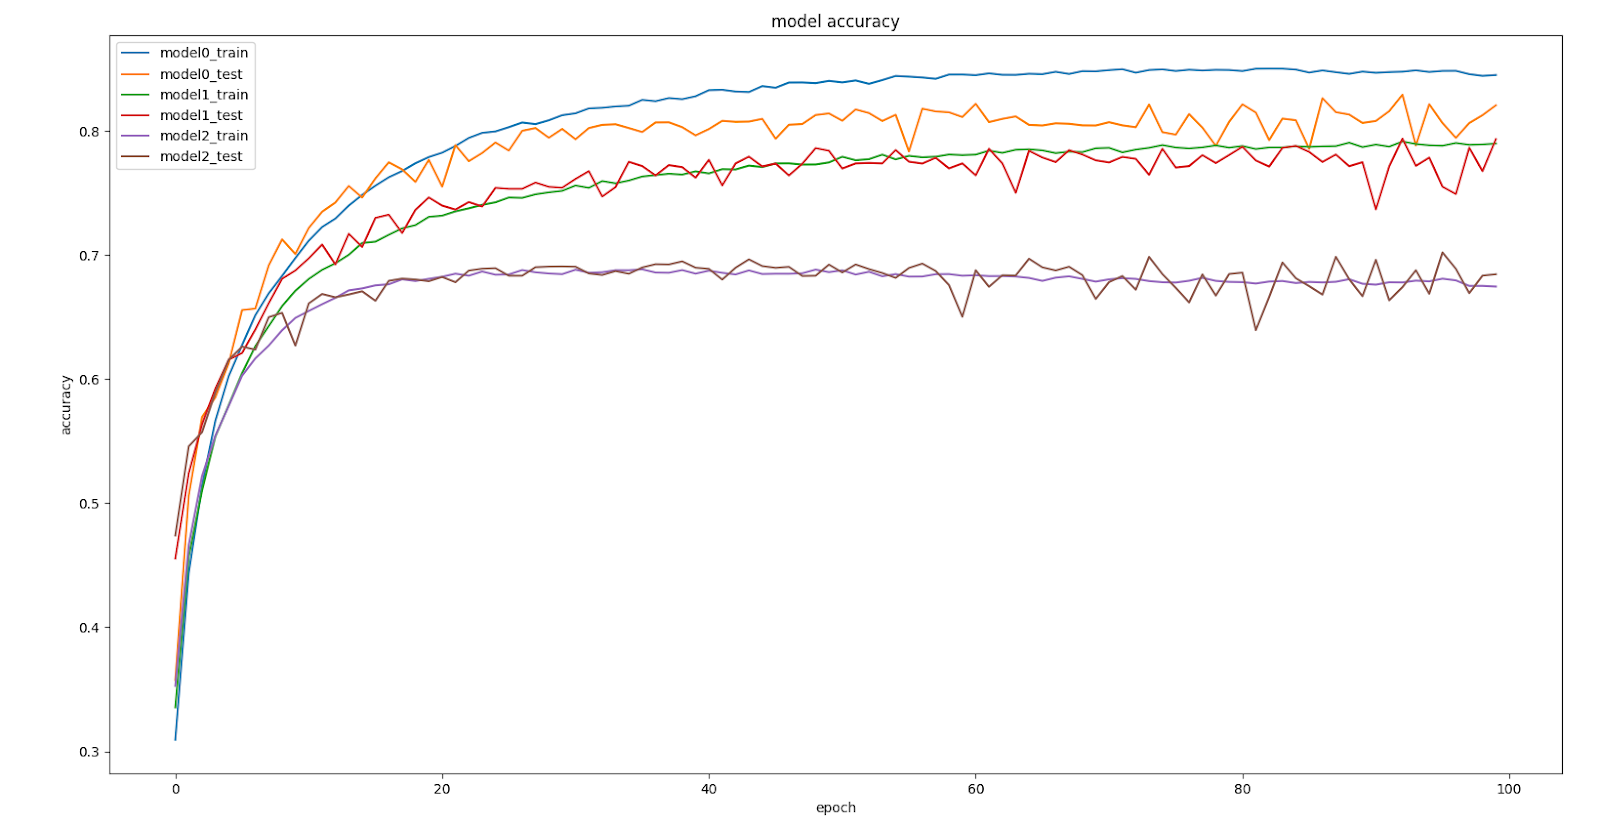 model accuracy
model0_train
model0_test
model1_train
model1_test
model2_train
model2_test
0.8
0.7
0.6
0.5
0.4
0.3
accuracy
0 20 40 60 80 100
epoch